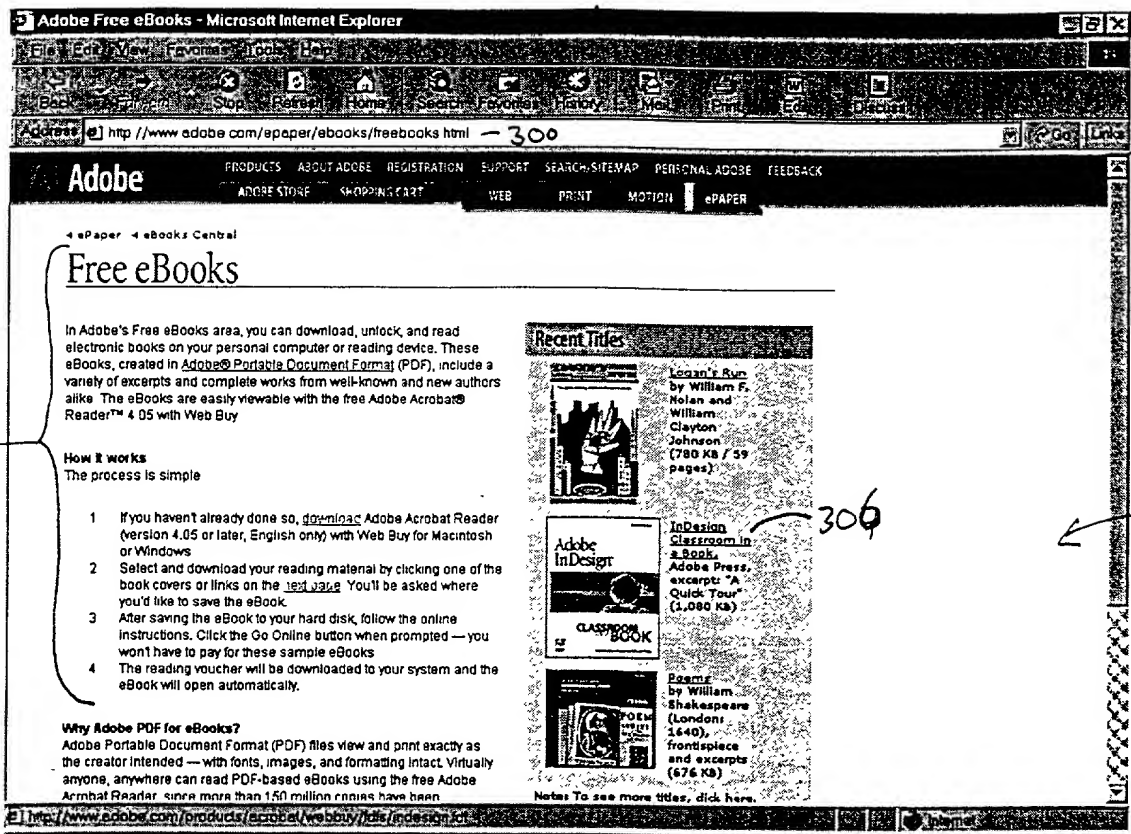 Adobe Free eBooks - Microsoft Internet Explorer
File Edit View Favorites Tools Help
Back Forward Stop Refresh Home Search Favorites History Mail Print Edit Discuss
Address http //www adobe com/epaper/ebooks/freebooks html — 300
Go Links
Adobe
PRODUCTS ABOUT ADOBE REGISTRATION SUPPORT SEARCH/SITEMAP PERSONAL ADOBE FEEDBACK
ADOBE STORE SHOPPING CART WEB PRINT MOTION ePAPER
ePaper eBooks Central
Free eBooks
In Adobe's Free eBooks area, you can download, unlock, and read
electronic books on your personal computer or reading device. These
eBooks, created in Adobe® Portable Document Format (PDF), include a
variety of excerpts and complete works from well-known and new authors
alike The eBooks are easily viewable with the free Adobe Acrobat®
Reader™ 4 05 with Web Buy
How it works
The process is simple
1 If you haven't already done so, download Adobe Acrobat Reader
(version 4.05 or later, English only) with Web Buy for Macintosh
or Windows
2 Select and download your reading material by clicking one of the
book covers or links on the next page You'll be asked where
you'd like to save the eBook
3 After saving the eBook to your hard disk, follow the online
instructions. Click the Go Online button when prompted — you
won't have to pay for these sample eBooks
4 The reading voucher will be downloaded to your system and the
eBook will open automatically.
Why Adobe PDF for eBooks?
Adobe Portable Document Format (PDF) files view and print exactly as
the creator intended — with fonts, images, and formatting intact Virtually
anyone, anywhere can read PDF-based eBooks using the free Adobe
Acrobat Reader, since more than 150 million copies have been
Recent Titles
Logan's Run
by William F.
Nolan and
William
Clayton
Johnson
(780 KB / 59
pages)
Adobe
InDesign
CLASSROOM
BOOK
InDesign
Classroom in
a Book,
Adobe Press,
excerpt: "A
Quick Tour"
(1,080 KB)
306
POEM
Poems
by William
Shakespeare
(London:
1640),
frontispiece
and excerpts
(676 KB)
Note: To see more titles, click here.
Internet